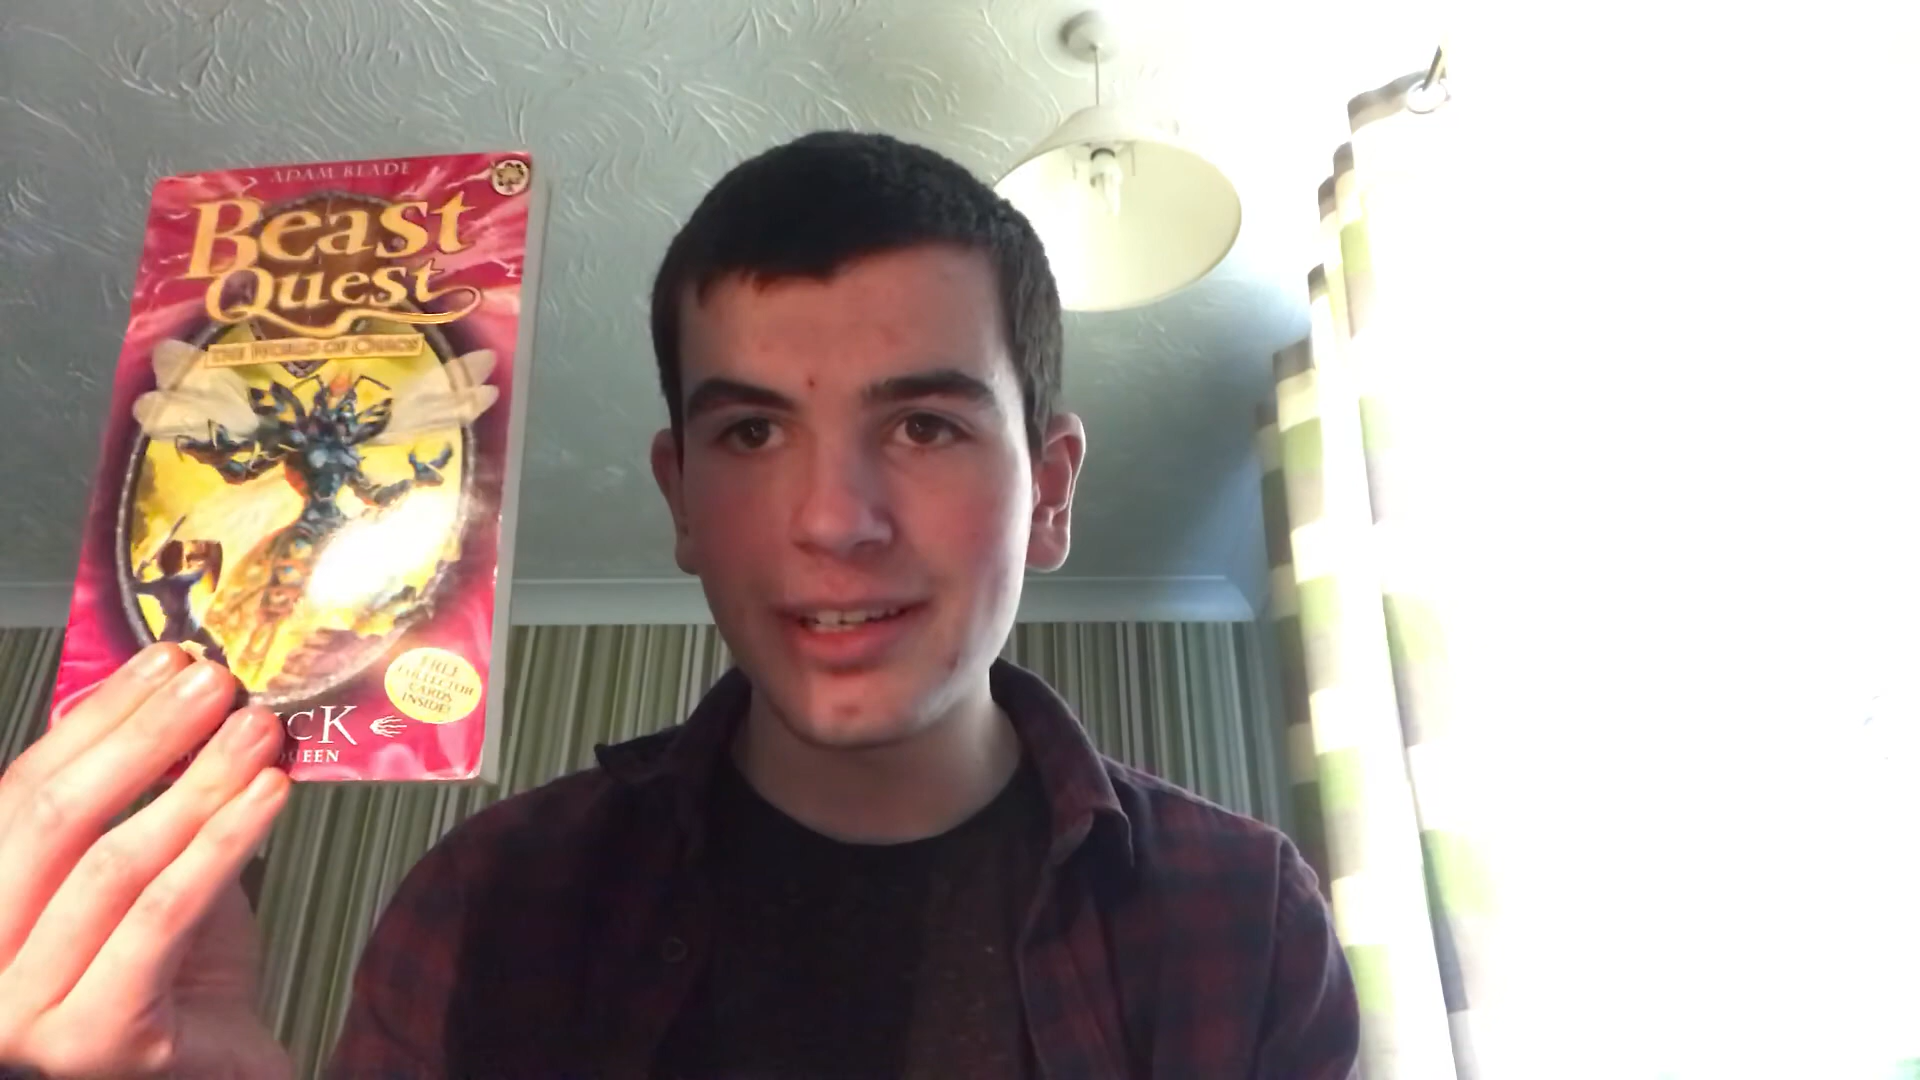 ADAM BLADE
Beast
Quest
THE WORLD OF CHAOS
FREE
COLLECTOR
CARDS
INSIDE!
CK
QUEEN